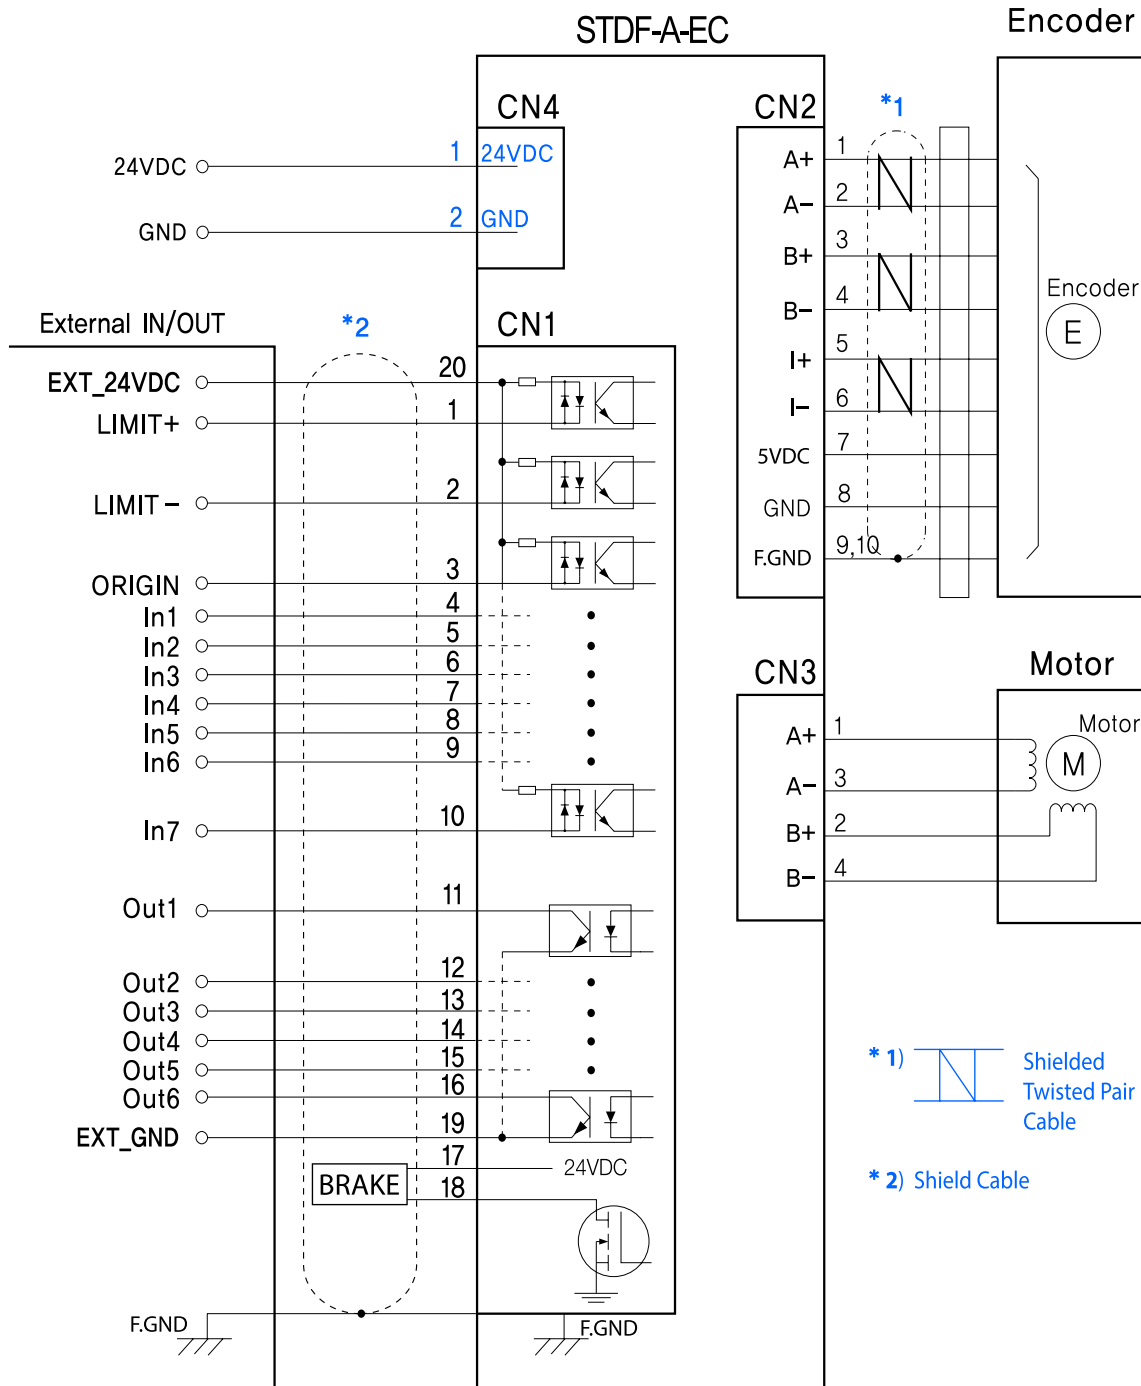 STDF-A-EC
Encoder
CN4
24VDC
1
24VDC
GND
2
GND
CN2
*1
A+
1
A-
2
B+
3
B-
4
I+
5
I-
6
5VDC
7
GND
8
F.GND
9,10
Encoder
E
External IN/OUT
*2
CN1
EXT_24VDC
20
LIMIT+
1
LIMIT-
2
ORIGIN
3
In1
4
In2
5
In3
6
In4
7
In5
8
In6
9
In7
10
Out1
11
Out2
12
Out3
13
Out4
14
Out5
15
Out6
16
EXT_GND
19
BRAKE
17
24VDC
18
F.GND
F.GND
CN3
Motor
A+
1
A-
3
B+
2
B-
4
Motor
M
* 1)
Shielded
Twisted Pair
Cable
* 2) Shield Cable